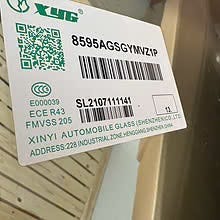 XYG
8595AGSGYMVZ1P
E000039
ECE R43
FMVSS 205
SL2107111141
13
XINYI AUTOMOBILE GLASS (SHENZHEN) CO.,LTD
ADDRESS:228 INDUSTRIAL ZONE,HENGGANG,SHENZHEN,C